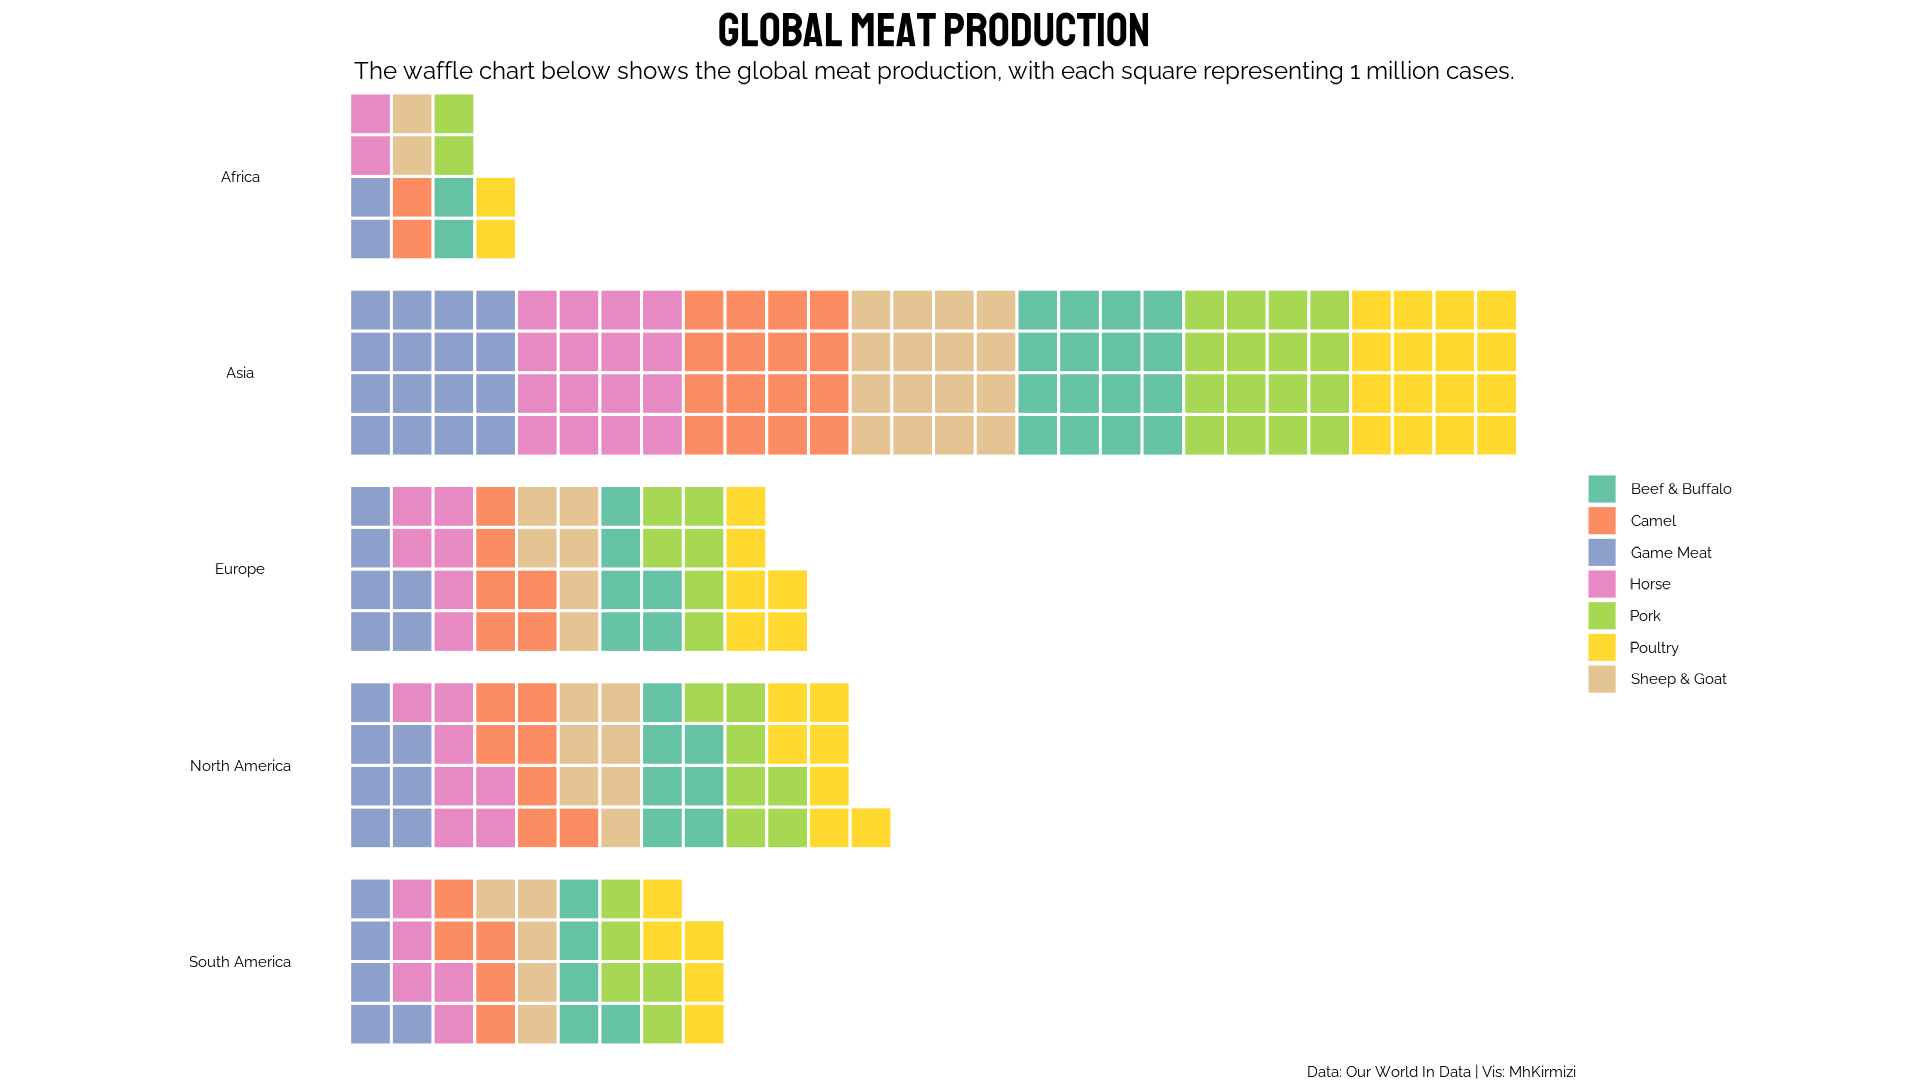 GLOBAL MEAT PRODUCTION
The waffle chart below shows the global meat production, with each square representing 1 million cases.
Africa
Asia
Europe
North America
South America
Beef & Buffalo
Camel
Game Meat
Horse
Pork
Poultry
Sheep & Goat
Data: Our World In Data | Vis: MhKirmizi